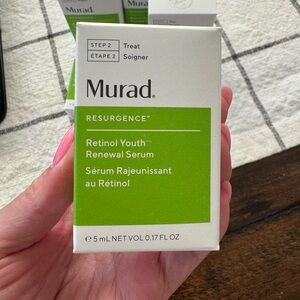 Murad.
STEP 2 Treat
ÉTAPE 2 Soigner
Murad.
RESURGENCE™
Retinol Youth™
Renewal Serum
Sérum Rajeunissant
au Rétinol
℮ 5 mL NET VOL 0.17 FL OZ